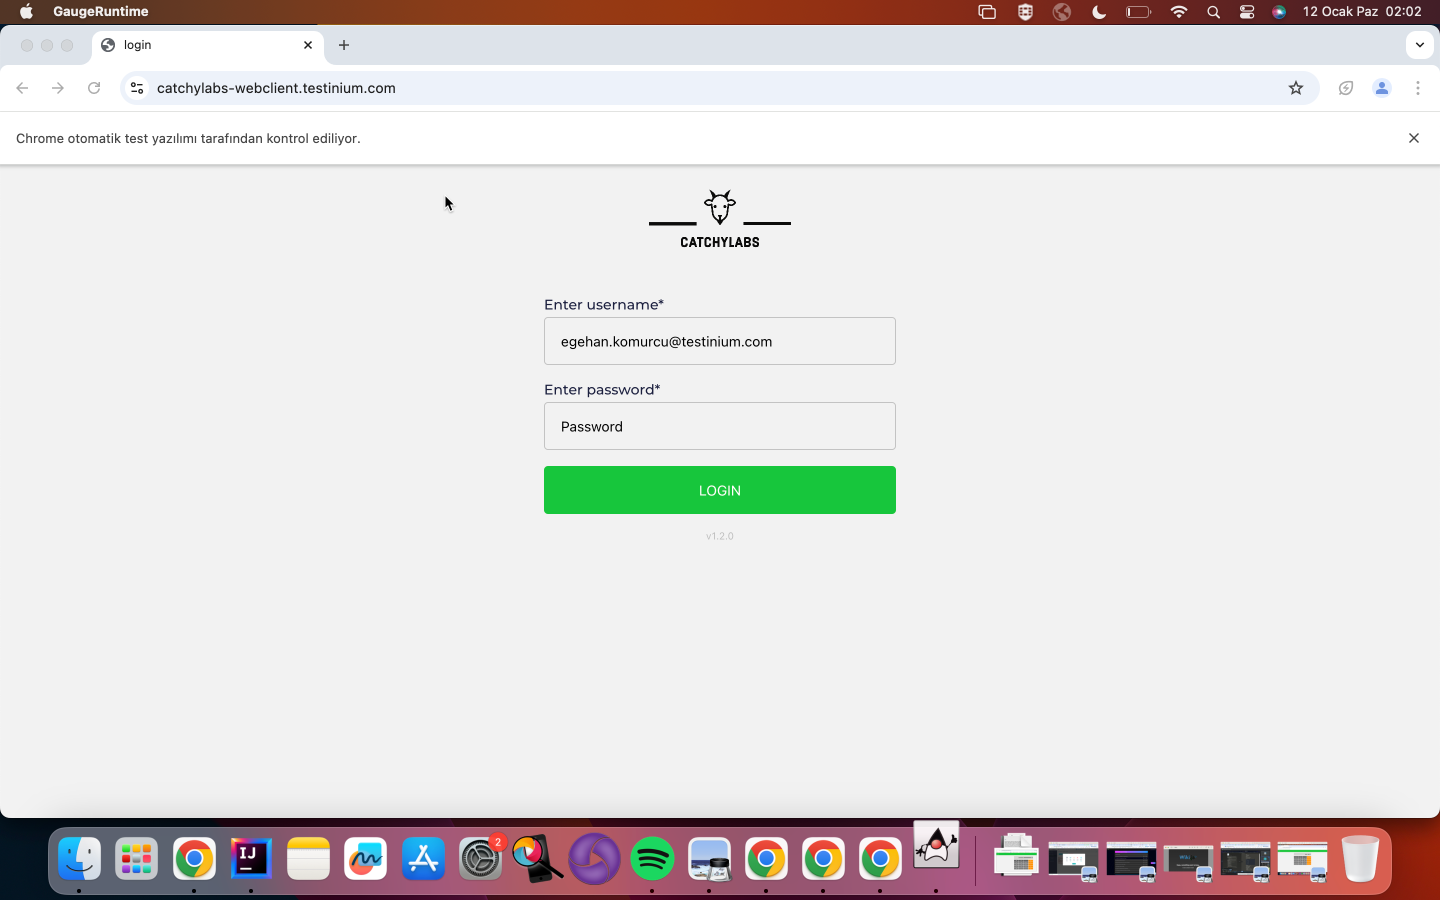 GaugeRuntime
12 Ocak Paz 02:02
login
catchylabs-webclient.testinium.com
Chrome otomatik test yazılımı tarafından kontrol ediliyor.
CATCHYLABS
Enter username*
egehan.komurcu@testinium.com
Enter password*
Password
LOGIN
v1.2.0
IJ
2